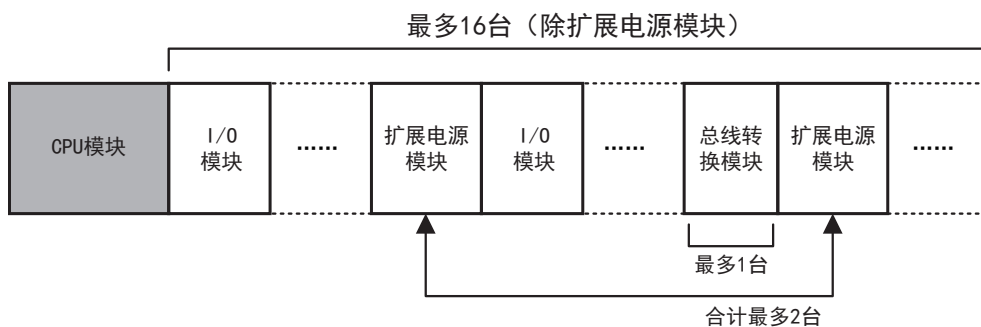 最多16台（除扩展电源模块）
CPU模块
I/O
模块
……
扩展电源
模块
I/O
模块
……
总线转
换模块
扩展电源
模块
……
最多1台
合计最多2台